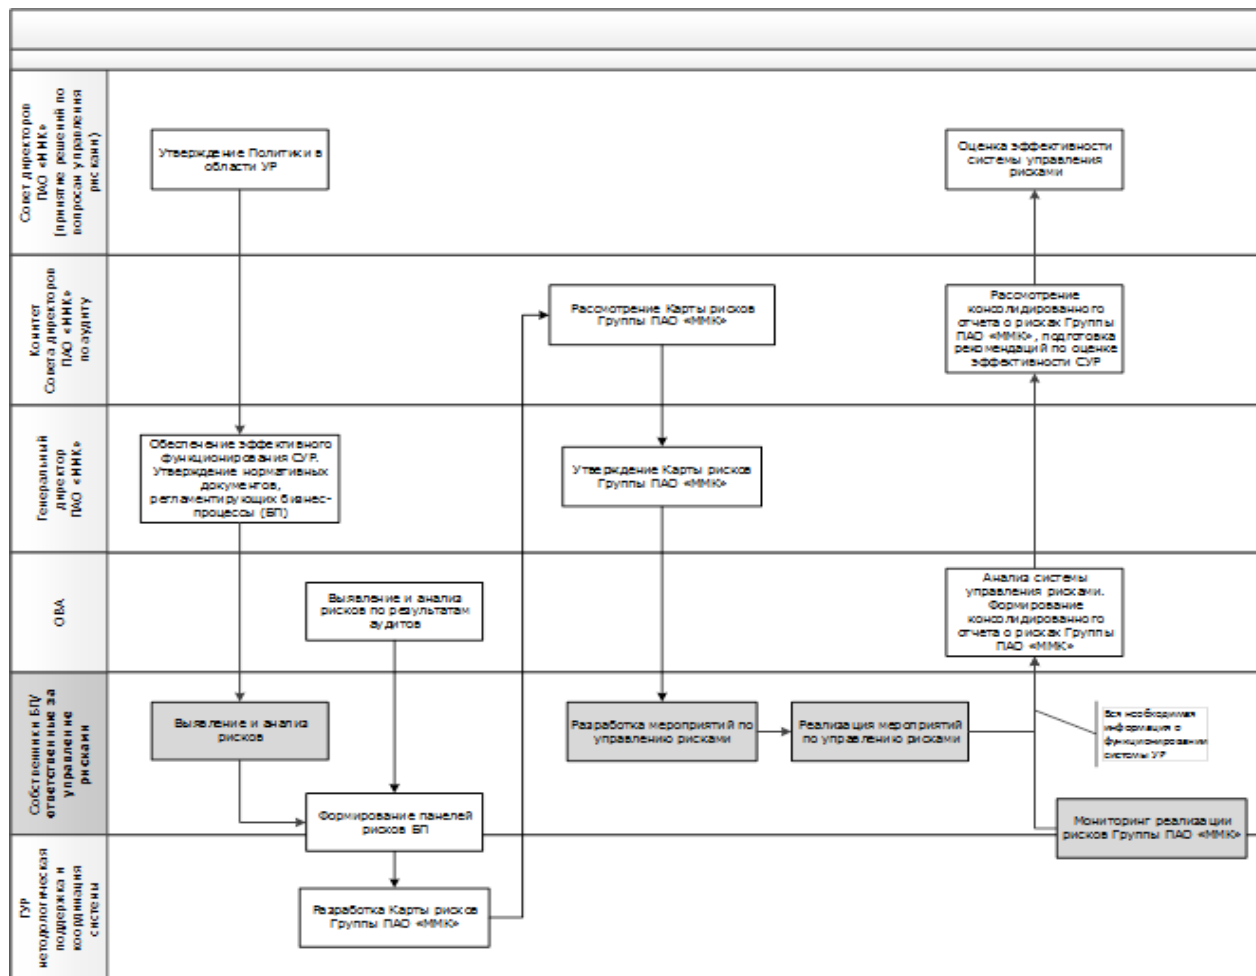 Совет директоров
ПАО «ММК»
(принятие решений по
вопросам управления
рисками)
Утверждение Политики в
области УР
Оценка эффективности
системы управления
рисками
Комитет
Совета директоров
ПАО «ММК»
по аудиту
Рассмотрение Карты рисков
Группы ПАО «ММК»
Рассмотрение
консолидированного
отчета о рисках Группы
ПАО «ММК», подготовка
рекомендаций по оценке
эффективности СУР
Генеральный
директор
ПАО «ММК»
Обеспечение эффективного
функционирования СУР.
Утверждение нормативных
документов,
регламентирующих бизнес-
процессы (БП)
Утверждение Карты рисков
Группы ПАО «ММК»
ОВА
Выявление и анализ
рисков по результатам
аудитов
Анализ системы
управления рисками.
Формирование
консолидированного
отчета о рисках Группы
ПАО «ММК»
Собственники БП/
ответственные за
управление
рисками
Выявление и анализ
рисков
Разработка мероприятий по
управлению рисками
Реализация мероприятий
по управлению рисками
Вся необходимая
информация о
функционировании
системы УР
Формирование панелей
рисков БП
Мониторинг реализации
рисков Группы ПАО «ММК»
ГУР
методологическая
поддержка и
координация
системы
Разработка Карты рисков
Группы ПАО «ММК»